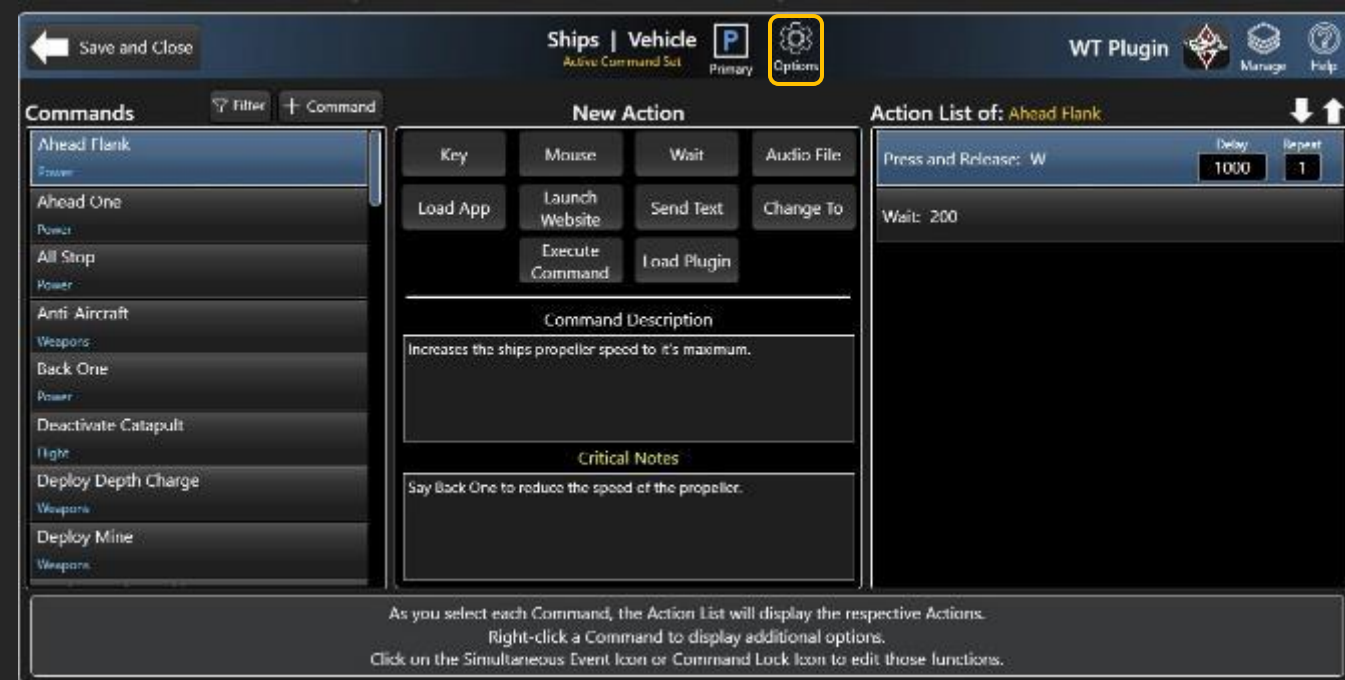 Save and Close
Ships | Vehicle
Active Command Set
P
Primary
Options
WT Plugin
Manage
Help
Commands
Filter
+ Command
New Action
Action List of: Ahead Flank
Ahead Flank
Power
Ahead One
Power
All Stop
Power
Anti Aircraft
Weapons
Back One
Power
Deactivate Catapult
Flight
Deploy Depth Charge
Weapons
Deploy Mine
Weapons
Key
Mouse
Wait
Audio File
Load App
Launch
Website
Send Text
Change To
Execute
Command
Load Plugin
Command Description
Increases the ships propeller speed to it's maximum.
Critical Notes
Say Back One to reduce the speed of the propeller.
Press and Release: W
Delay
1000
Repeat
1
Wait: 200
As you select each Command, the Action List will display the respective Actions.
Right-click a Command to display additional options.
Click on the Simultaneous Event Icon or Command Lock Icon to edit those functions.